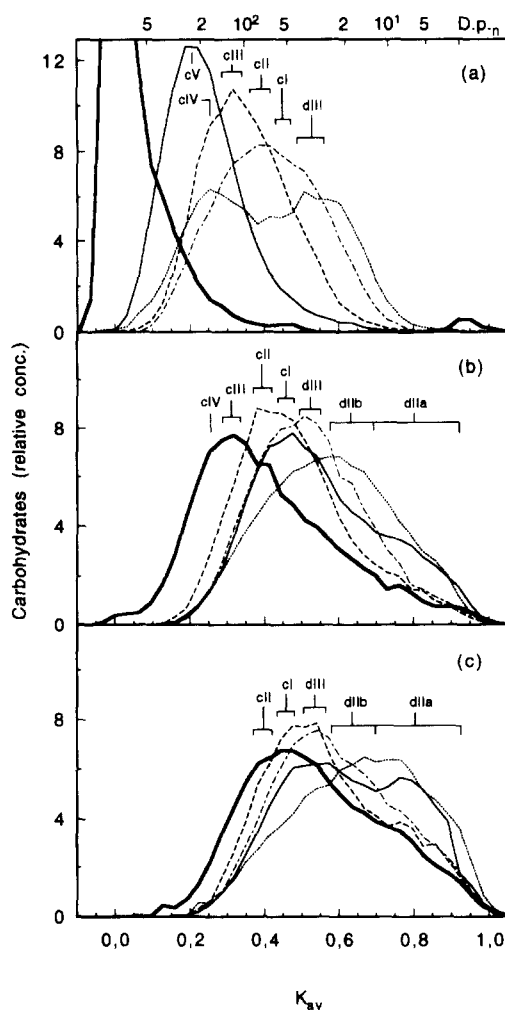 5 2 10² 5 2 10¹ 5 D.p.-n
12
8
4
0
(a)
cIII
cII
cV
cI
cIV
dIII
8
4
0
(b)
cII
cI
cIV
cIII
dIII
dIIb
dIIa
Carbohydrates (relative conc.)
8
4
0
(c)
cII
cI
dIII
dIIb
dIIa
0,0 0,2 0,4 0,6 0,8 1,0
Kav